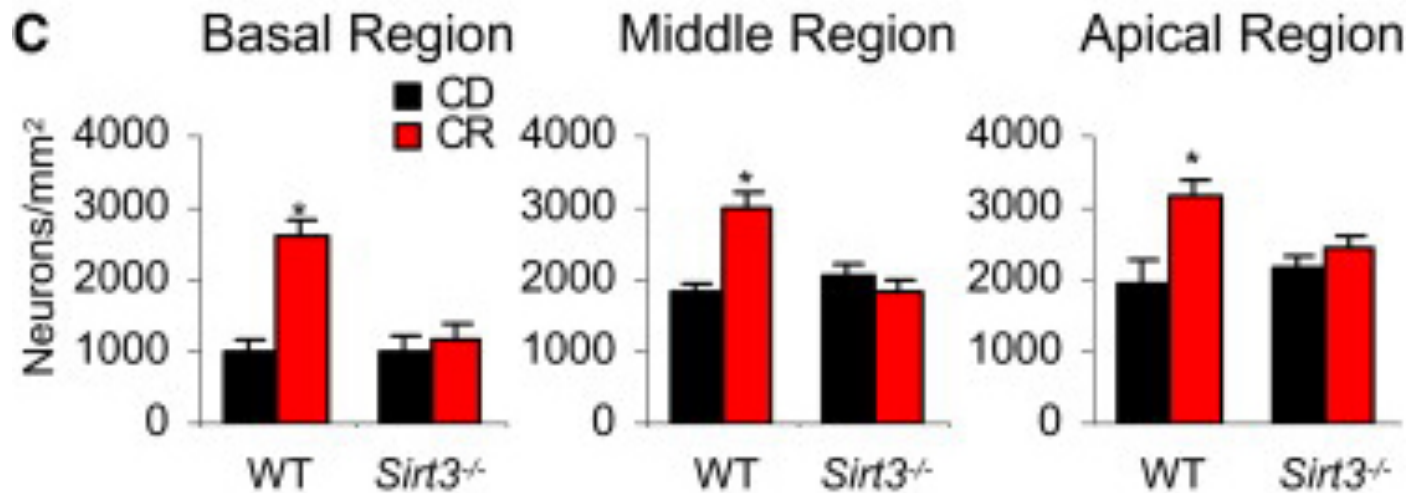 C
Basal Region
Middle Region
Apical Region
CD
CR
Neurons/mm²
4000
3000
2000
1000
0
*
WT
Sirt3-/-
4000
3000
2000
1000
0
*
WT
Sirt3-/-
4000
3000
2000
1000
0
*
WT
Sirt3-/-